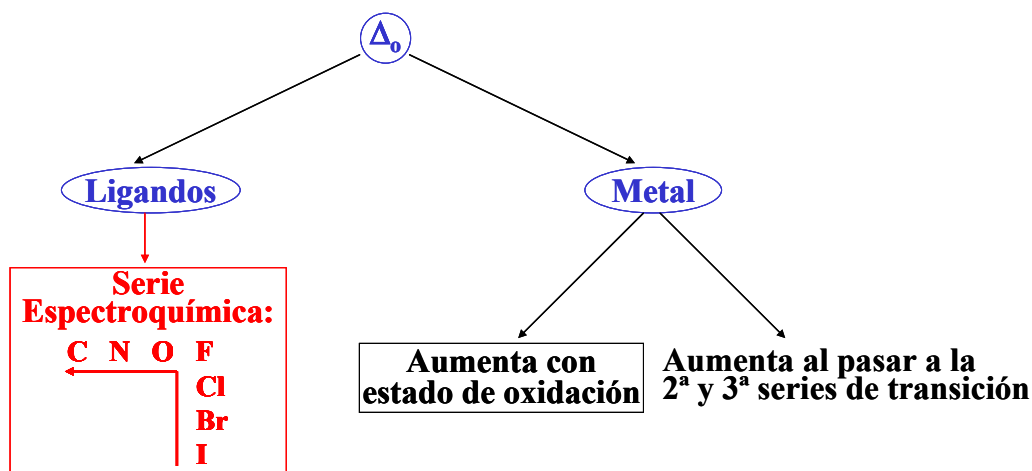 Δo
Ligandos
Metal
Serie
Espectroquímica:
C N O F
Cl
Br
I
Aumenta con
estado de oxidación
Aumenta al pasar a la
2ª y 3ª series de transición